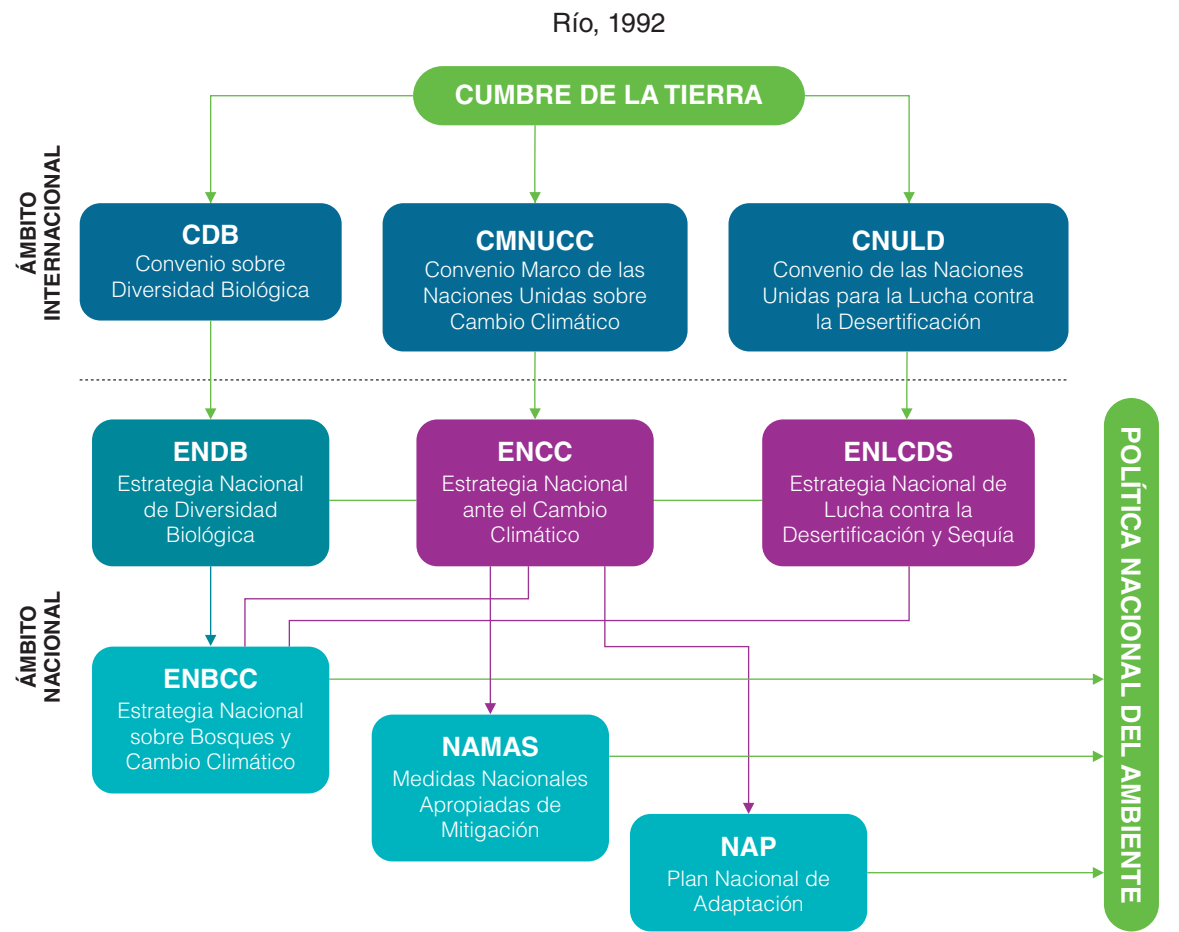 Río, 1992
CUMBRE DE LA TIERRA
ÁMBITO
INTERNACIONAL
CDB
Convenio sobre
Diversidad Biológica
CMNUCC
Convenio Marco de las
Naciones Unidas sobre
Cambio Climático
CNULD
Convenio de las Naciones
Unidas para la Lucha contra
la Desertificación
ÁMBITO
NACIONAL
ENDB
Estrategia Nacional
de Diversidad
Biológica
ENCC
Estrategia Nacional
ante el Cambio
Climático
ENLCDS
Estrategia Nacional de
Lucha contra la
Desertificación y Sequía
ENBCC
Estrategia Nacional
sobre Bosques y
Cambio Climático
NAMAS
Medidas Nacionales
Apropiadas de
Mitigación
NAP
Plan Nacional de
Adaptación
POLÍTICA NACIONAL DEL AMBIENTE